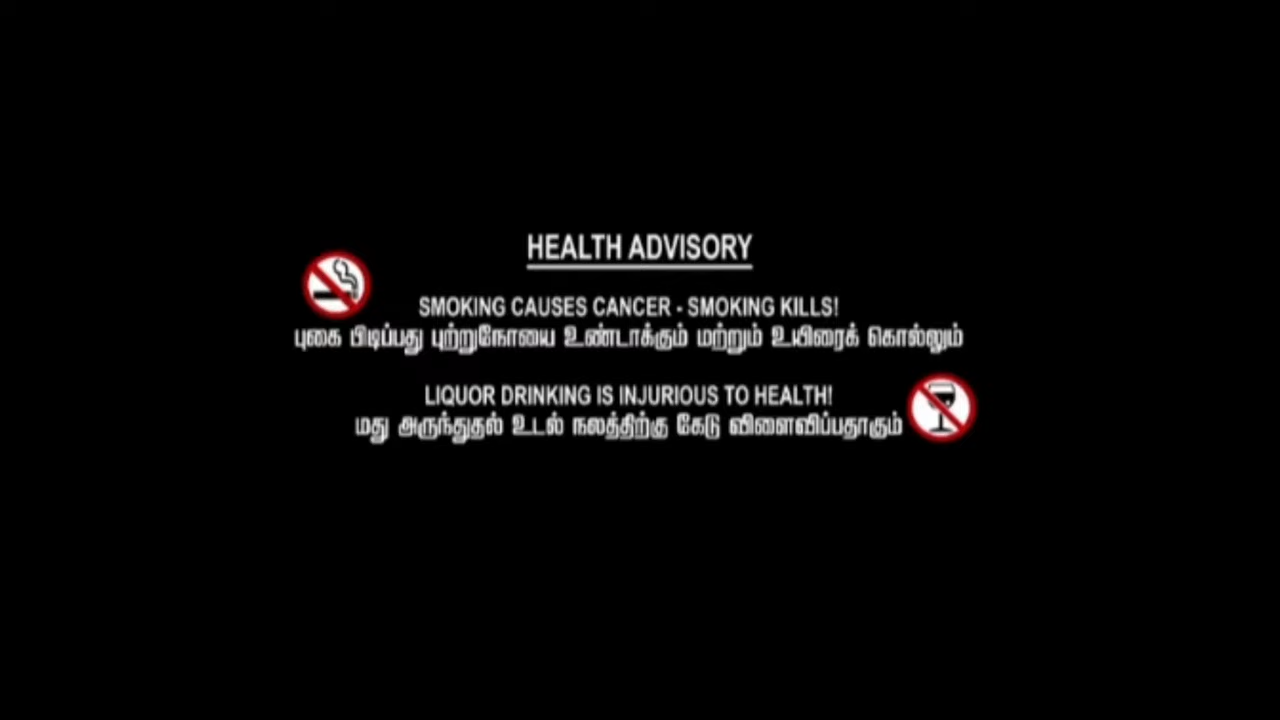 HEALTH ADVISORY
SMOKING CAUSES CANCER - SMOKING KILLS!
புகை பிடிப்பது புற்றுநோயை உண்டாக்கும் மற்றும் உயிரைக் கொல்லும்
LIQUOR DRINKING IS INJURIOUS TO HEALTH!
மது அருந்துதல் உடல் நலத்திற்கு கேடு விளைவிப்பதாகும்